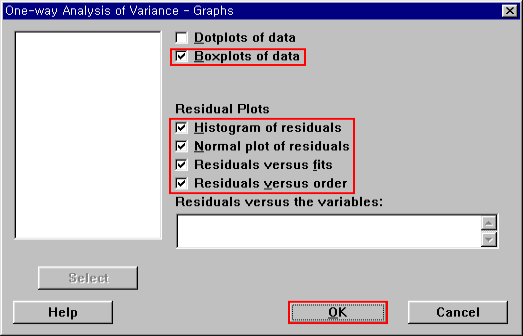 One-way Analysis of Variance - Graphs
Dotplots of data
Boxplots of data
Residual Plots
Histogram of residuals
Normal plot of residuals
Residuals versus fits
Residuals versus order
Residuals versus the variables:
Select
Help
OK
Cancel